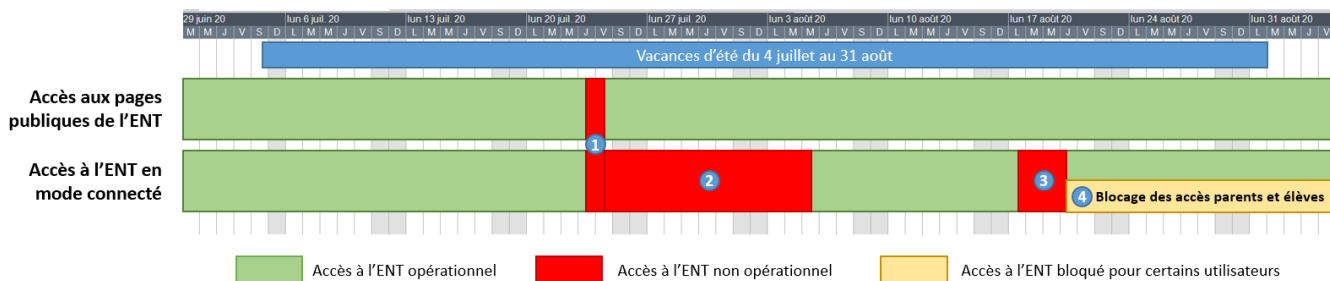 29 juin 20 lun 6 juil. 20 lun 13 juil. 20 lun 20 juil. 20 lun 27 juil. 20 lun 3 août 20 lun 10 août 20 lun 17 août 20 lun 24 août 20 lun 31 août 20
M M J V S D L M M J V S D L M M J V S D L M M J V S D L M M J V S D L M M J V S D L M M J V S D L M M J V S D L M M J V S D L M M J V
Vacances d'été du 4 juillet au 31 août
Accès aux pages
publiques de l'ENT
1
Accès à l'ENT en
mode connecté
2
3
4 Blocage des accès parents et élèves
Accès à l'ENT opérationnel
Accès à l'ENT non opérationnel
Accès à l'ENT bloqué pour certains utilisateurs